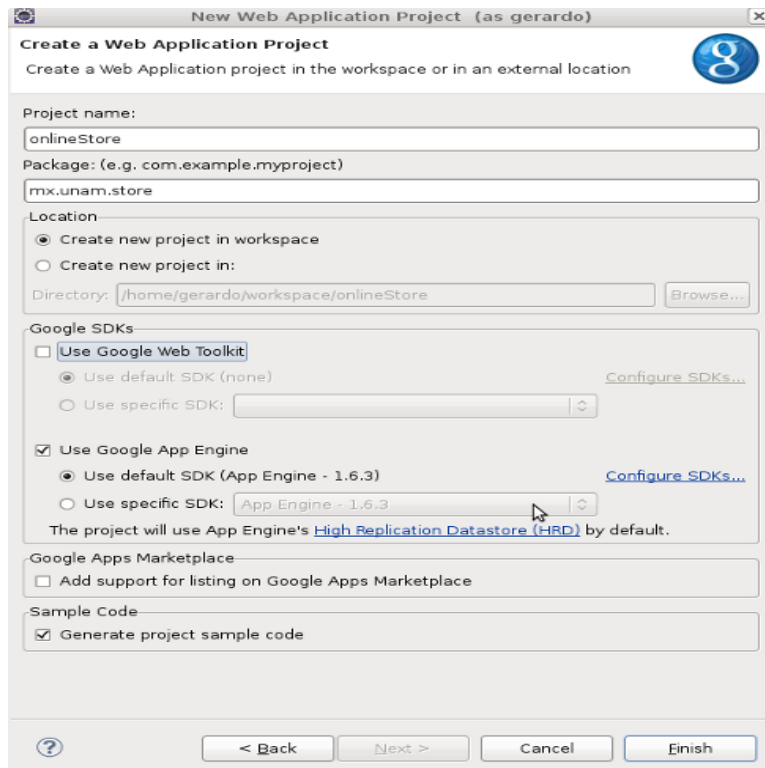 New Web Application Project (as gerardo)
Create a Web Application Project
Create a Web Application project in the workspace or in an external location
Project name:
onlineStore
Package: (e.g. com.example.myproject)
mx.unam.store
Location
Create new project in workspace
Create new project in:
Directory: /home/gerardo/workspace/onlineStore Browse...
Google SDKs
Use Google Web Toolkit
Use default SDK (none) Configure SDKs...
Use specific SDK:
Use Google App Engine
Use default SDK (App Engine - 1.6.3) Configure SDKs...
Use specific SDK: App Engine - 1.6.3
The project will use App Engine's High Replication Datastore (HRD) by default.
Google Apps Marketplace
Add support for listing on Google Apps Marketplace
Sample Code
Generate project sample code
? < Back Next > Cancel Finish